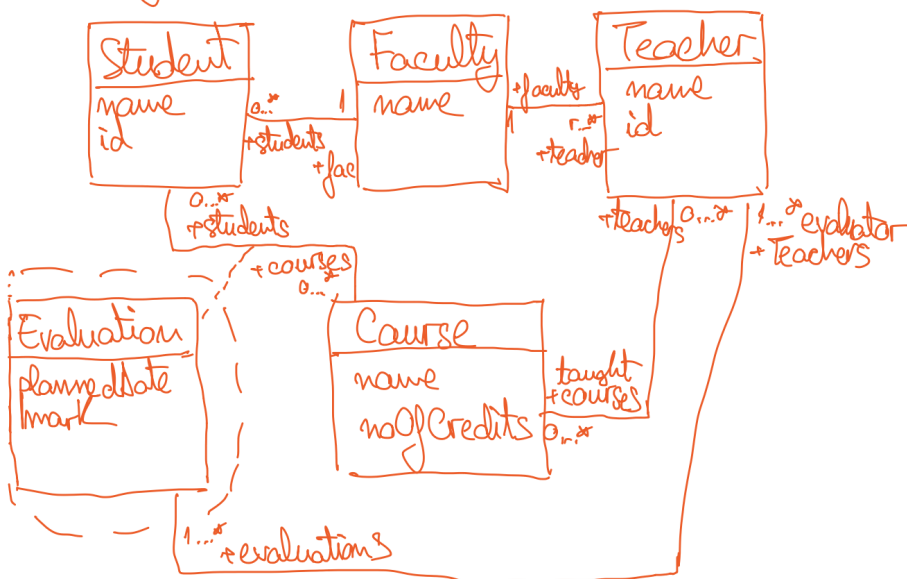 Student
name
id
0..*
+students
1
+fac
Faculty
name
+faculty
1
+teacher
Teacher
name
id
0...*
+students
+courses
0...*
+teachers
0...*
1...*
evaluator
+Teachers
Evaluation
plannedDate
mark
Course
name
noOfCredits
taught
+courses
0..*
1...*
+evaluations